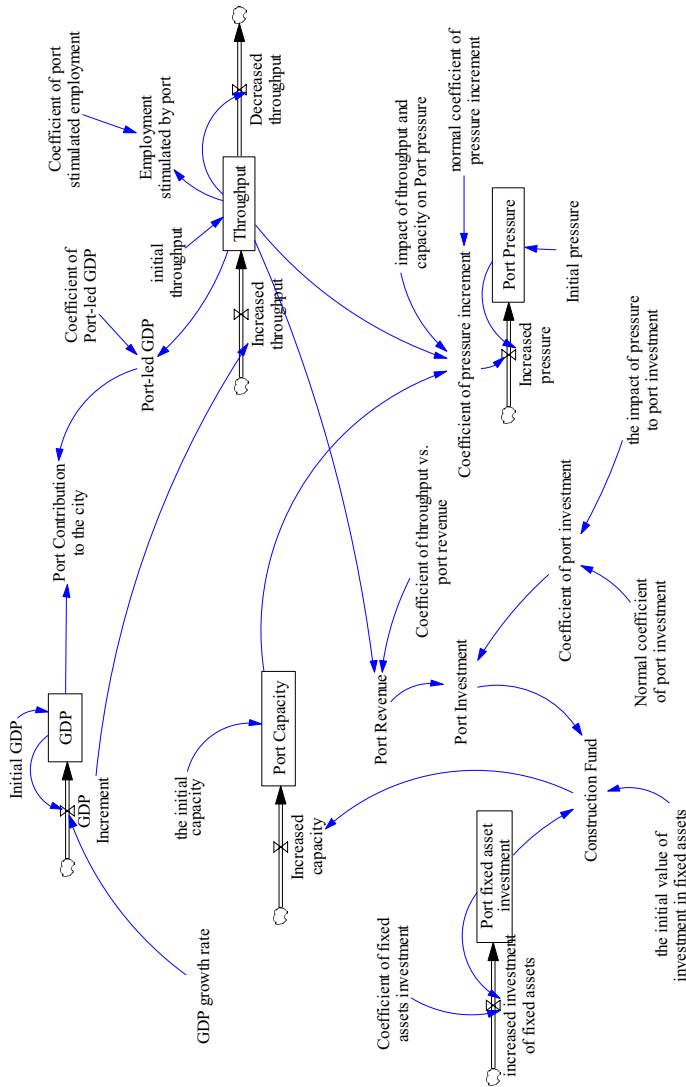 Initial GDP
GDP
GDP
Increment
GDP growth rate
Port Contribution
to the city
Coefficient of
Port-led GDP
Port-led GDP
Coefficient of port
stimulated employment
Employment
stimulated by port
initial
throughput
Increased
throughput
Throughput
Decreased
throughput
the initial
capacity
Increased
capacity
Port Capacity
impact of throughput and
capacity on Port pressure
normal coefficient of
pressure increment
Coefficient of pressure increment
Increased
pressure
Port Pressure
Initial pressure
Port Revenue
Coefficient of throughput vs.
port revenue
Port Investment
Coefficient of port investment
the impact of pressure
to port investment
Normal coefficient
of port investment
Coefficient of fixed
assets investment
increased investment
of fixed assets
Port fixed asset
investment
Construction Fund
the initial value of
investment in fixed assets